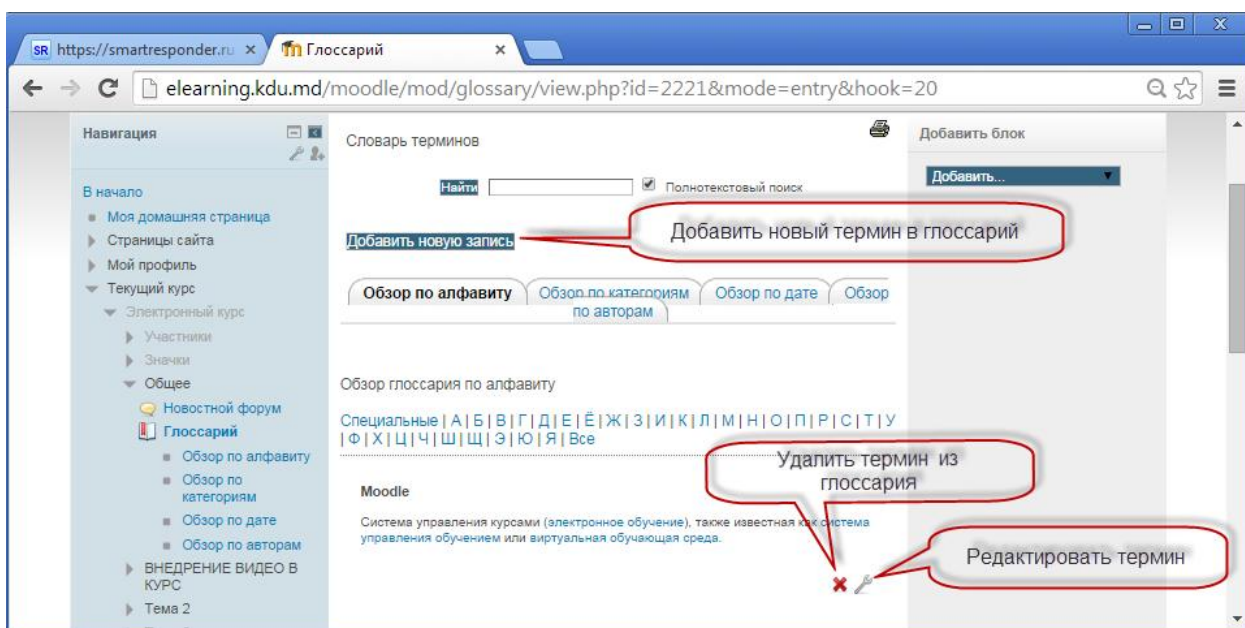 https://smartresponder.ru
Глоссарий
elearning.kdu.md/moodle/mod/glossary/view.php?id=2221&mode=entry&hook=20
Навигация
В начало
Моя домашняя страница
Страницы сайта
Мой профиль
Текущий курс
Электронный курс
Участники
Значки
Общее
Новостной форум
Глоссарий
Обзор по алфавиту
Обзор по
категориям
Обзор по дате
Обзор по авторам
ВНЕДРЕНИЕ ВИДЕО В
КУРС
Тема 2
Словарь терминов
Найти
Полнотекстовый поиск
Добавить новую запись
Добавить новый термин в глоссарий
Обзор по алфавиту Обзор по категориям Обзор по дате Обзор
по авторам
Обзор глоссария по алфавиту
Специальные | А | Б | В | Г | Д | Е | Ё | Ж | З | И | К | Л | М | Н | О | П | Р | С | Т | У
| Ф | Х | Ц | Ч | Ш | Щ | Э | Ю | Я | Все
Удалить термин из
глоссария
Moodle
Система управления курсами (электронное обучение), также известная как система
управления обучением или виртуальная обучающая среда.
Редактировать термин
Добавить блок
Добавить...